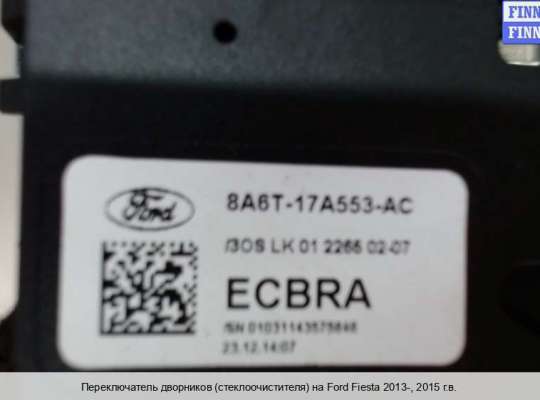 FINN
FINN
Ford
8A6T-17A553-AC
/3OS LK 01 2266 02-07
ECBRA
/SN 01031143575846
23.12.14:07
Переключатель дворников (стеклоочистителя) на Ford Fiesta 2013-, 2015 г.в.